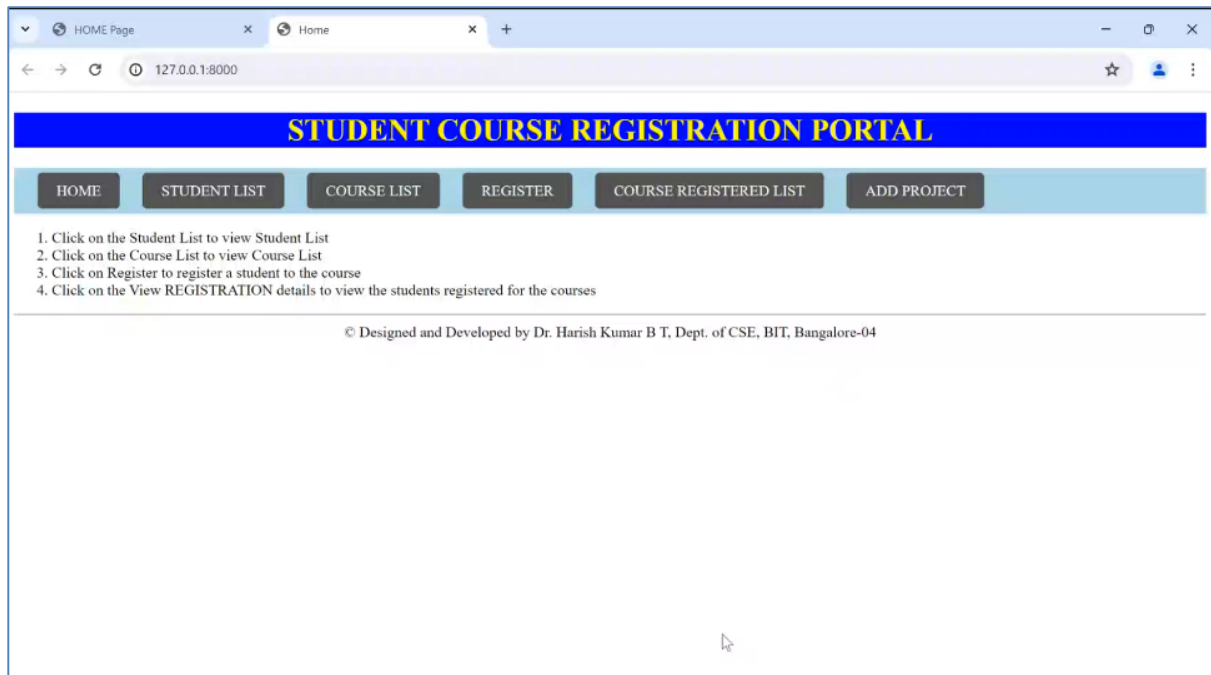 HOME Page
Home
127.0.0.1:8000
STUDENT COURSE REGISTRATION PORTAL
HOME STUDENT LIST COURSE LIST REGISTER COURSE REGISTERED LIST ADD PROJECT
1. Click on the Student List to view Student List
2. Click on the Course List to view Course List
3. Click on Register to register a student to the course
4. Click on the View REGISTRATION details to view the students registered for the courses
© Designed and Developed by Dr. Harish Kumar B T, Dept. of CSE, BIT, Bangalore-04